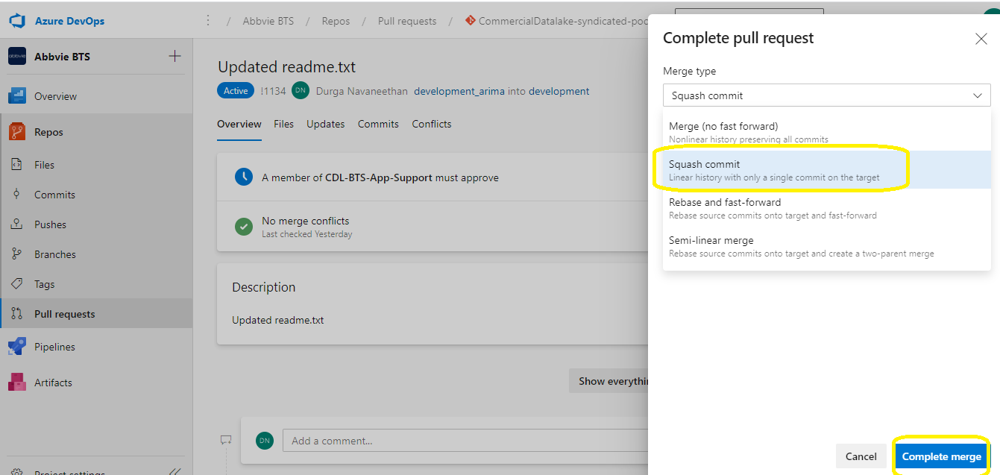 Azure DevOps
Abbvie BTS / Repos / Pull requests / CommercialDatalake-syndicated-poc
abbvie
Abbvie BTS
Overview
Repos
Files
Commits
Pushes
Branches
Tags
Pull requests
Pipelines
Artifacts
Project settings
Updated readme.txt
Active !1134 DN Durga Navaneethan development_arima into development
Overview Files Updates Commits Conflicts
A member of CDL-BTS-App-Support must approve
No merge conflicts
Last checked Yesterday
Description
Updated readme.txt
Show everythin
DN Add a comment...
Complete pull request
Merge type
Squash commit
Merge (no fast forward)
Nonlinear history preserving all commits
Squash commit
Linear history with only a single commit on the target
Rebase and fast-forward
Rebase source commits onto target and fast-forward
Semi-linear merge
Rebase source commits onto target and create a two-parent merge
Cancel Complete merge